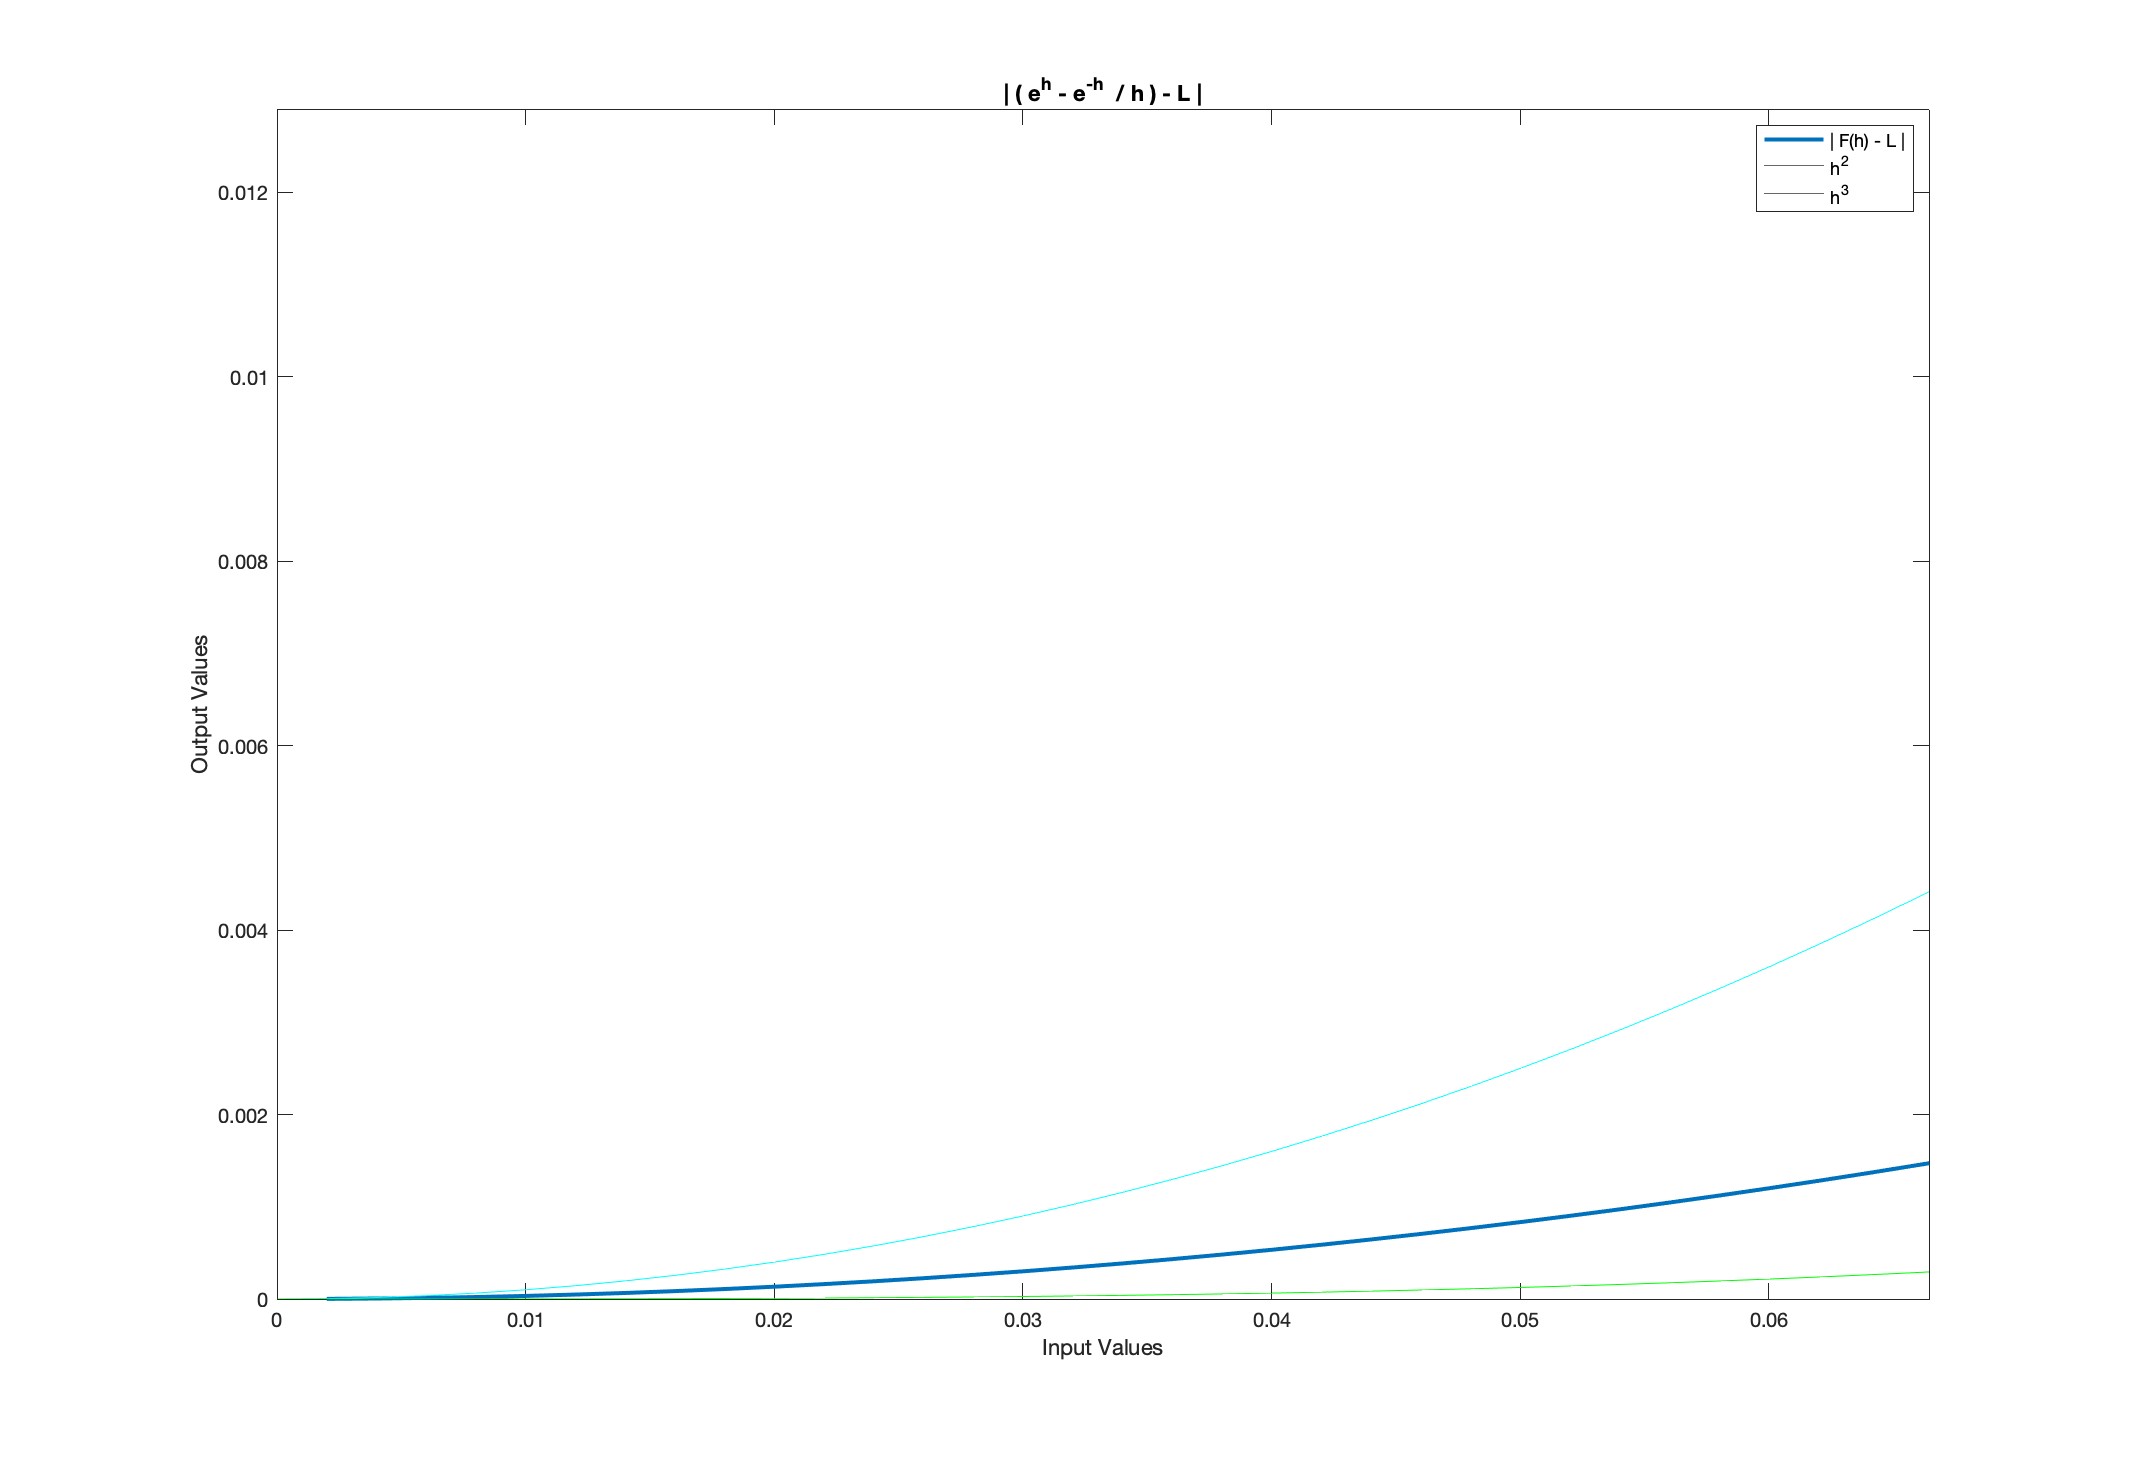 | ( e^h - e^-h / h ) - L |
| F(h) - L |
h^2
h^3
0.012
0.01
0.008
0.006
0.004
0.002
0
Output Values
0 0.01 0.02 0.03 0.04 0.05 0.06
Input Values